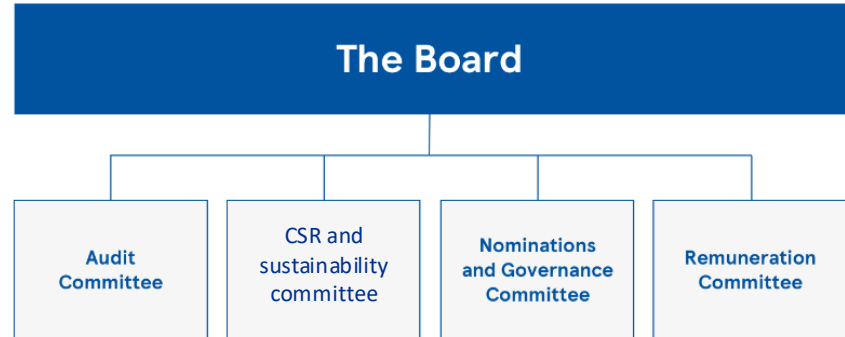 The Board
Audit
Committee
CSR and
sustainability
committee
Nominations
and Governance
Committee
Remuneration
Committee